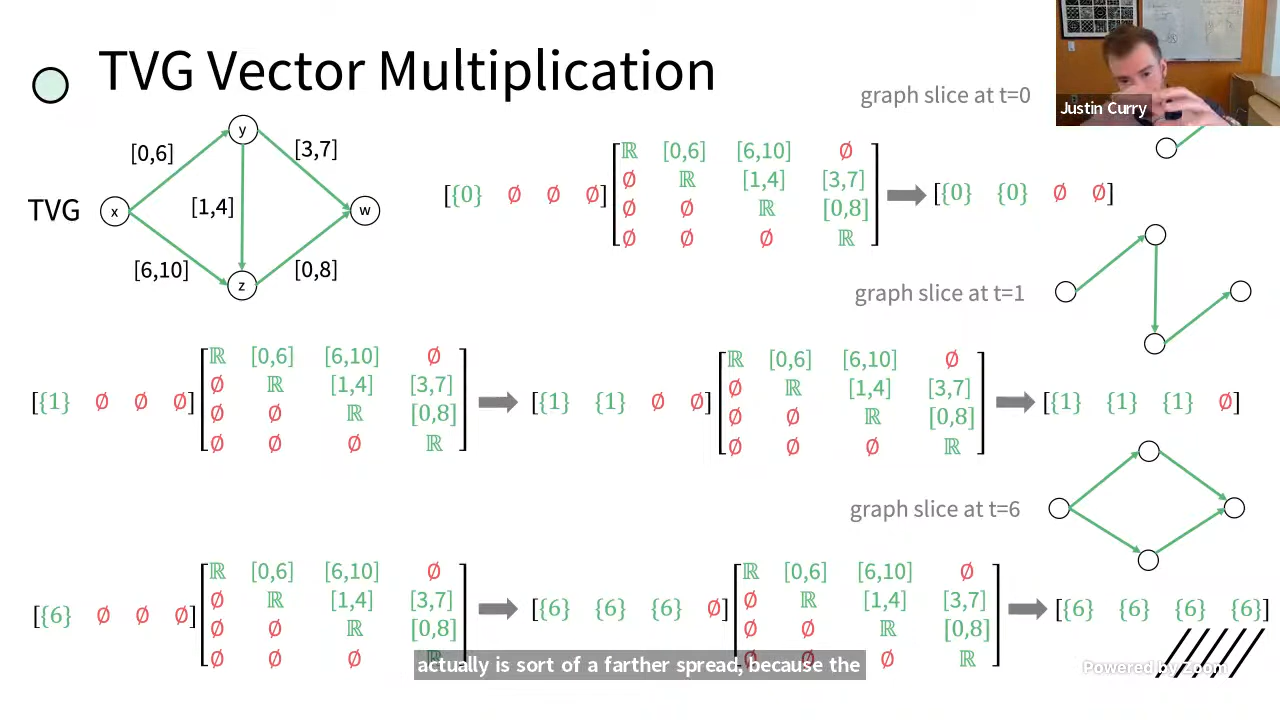 TVG Vector Multiplication
graph slice at t=0
Justin Curry
TVG
x
y
z
w
[0,6]
[3,7]
[1,4]
[6,10]
[0,8]
[{0} ∅ ∅ ∅]
ℝ [0,6] [6,10] ∅
∅ ℝ [1,4] [3,7]
∅ ∅ ℝ [0,8]
∅ ∅ ∅ ℝ
[{0} {0} ∅ ∅]
graph slice at t=1
[{1} ∅ ∅ ∅]
ℝ [0,6] [6,10] ∅
∅ ℝ [1,4] [3,7]
∅ ∅ ℝ [0,8]
∅ ∅ ∅ ℝ
[{1} {1} ∅ ∅]
ℝ [0,6] [6,10] ∅
∅ ℝ [1,4] [3,7]
∅ ∅ ℝ [0,8]
∅ ∅ ∅ ℝ
[{1} {1} {1} ∅]
graph slice at t=6
[{6} ∅ ∅ ∅]
ℝ [0,6] [6,10] ∅
∅ ℝ [1,4] [3,7]
∅ ∅ ℝ [0,8]
∅ ∅ ∅
[{6} {6} {6} ∅]
ℝ [0,6] [6,10] ∅
∅ ℝ [1,4] [3,7]
∅ ∅ ℝ [0,8]
∅ ℝ
[{6} {6} {6} {6}]
actually is sort of a farther spread, because the
Powered by Zoom